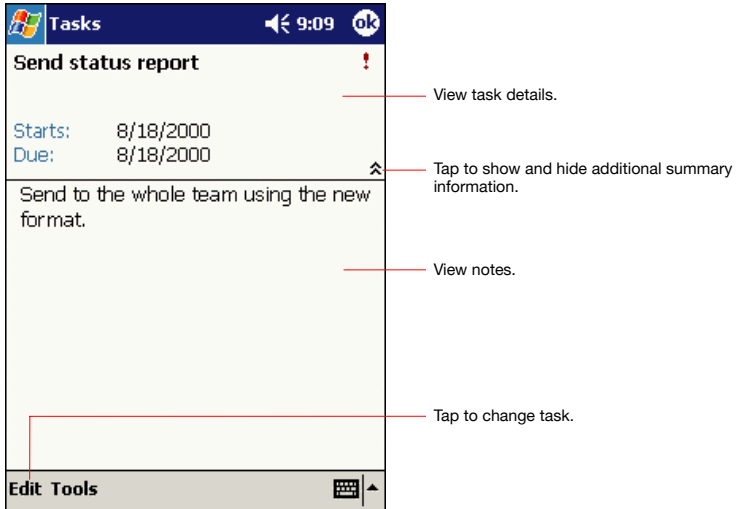 Tasks 9:09 ok
Send status report !
View task details.
Starts: 8/18/2000
Due: 8/18/2000
Tap to show and hide additional summary
information.
Send to the whole team using the new
format.
View notes.
Tap to change task.
Edit Tools